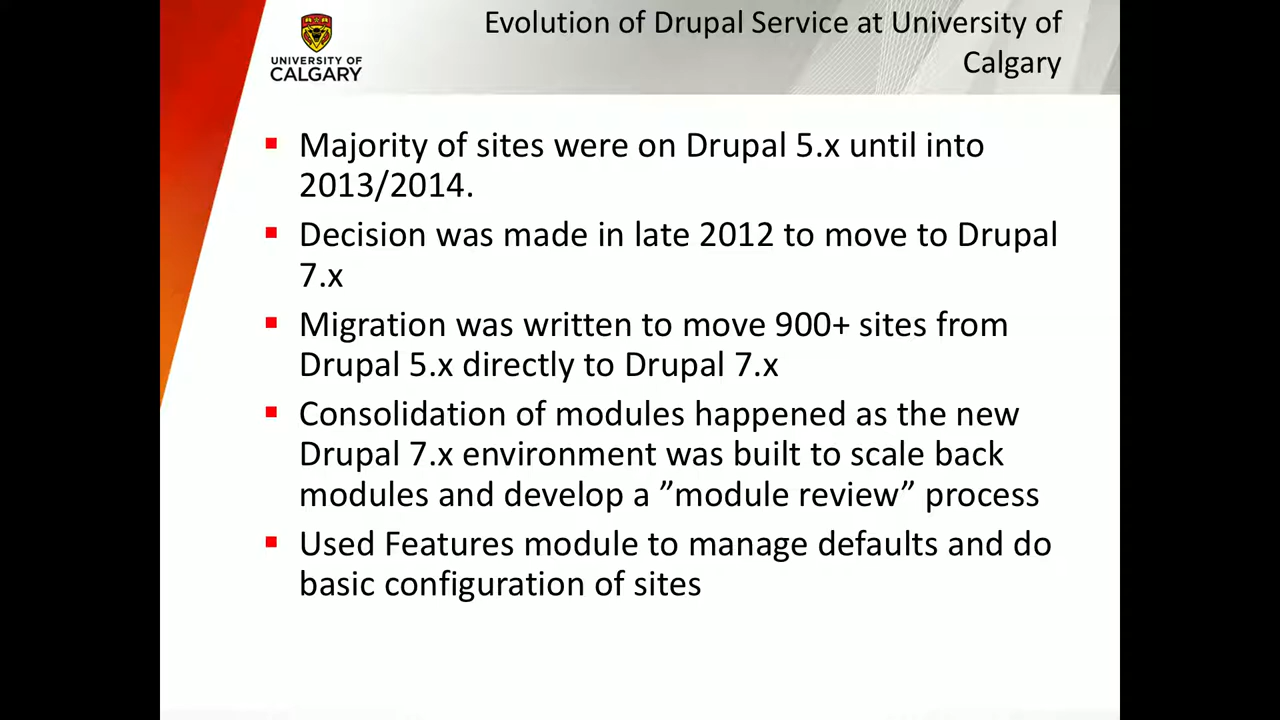 UNIVERSITY OF
CALGARY
Evolution of Drupal Service at University of
Calgary
▪ Majority of sites were on Drupal 5.x until into
2013/2014.
▪ Decision was made in late 2012 to move to Drupal
7.x
▪ Migration was written to move 900+ sites from
Drupal 5.x directly to Drupal 7.x
▪ Consolidation of modules happened as the new
Drupal 7.x environment was built to scale back
modules and develop a ”module review” process
▪ Used Features module to manage defaults and do
basic configuration of sites